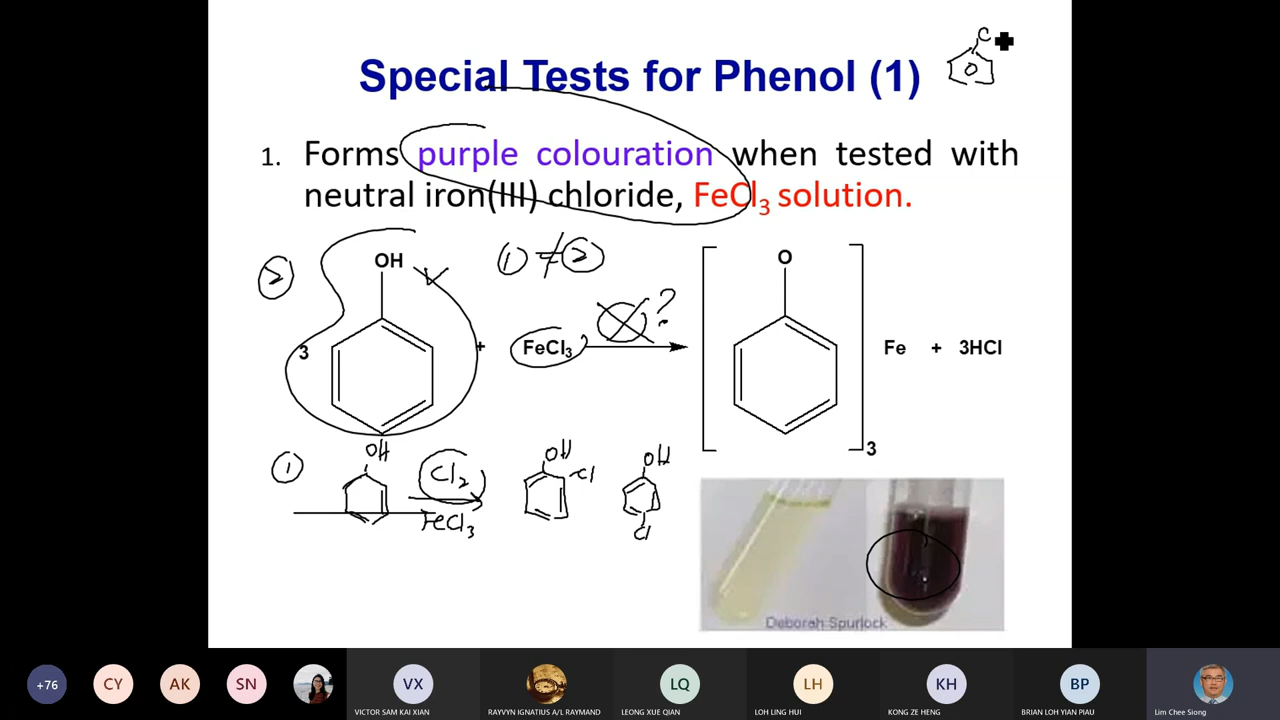 C
Special Tests for Phenol (1)
1. Forms purple colouration when tested with
neutral iron(III) chloride, FeCl3 solution.
2
OH
1 ≠ 2
O
?
3
+
FeCl3
3
Fe + 3HCl
1
OH
Cl2
FeCl3
OH
Cl
OH
Cl
Deborah Spurlock
+76
CY
AK
SN
VX
LQ
LH
KH
BP
VICTOR SAM KAI XIAN
RAYVYN IGNATIUS A/L RAYMAND
LEONG XUE QIAN
LOH LING HUI
KONG ZE HENG
BRIAN LOH YIAN PIAU
Lim Chee Siong